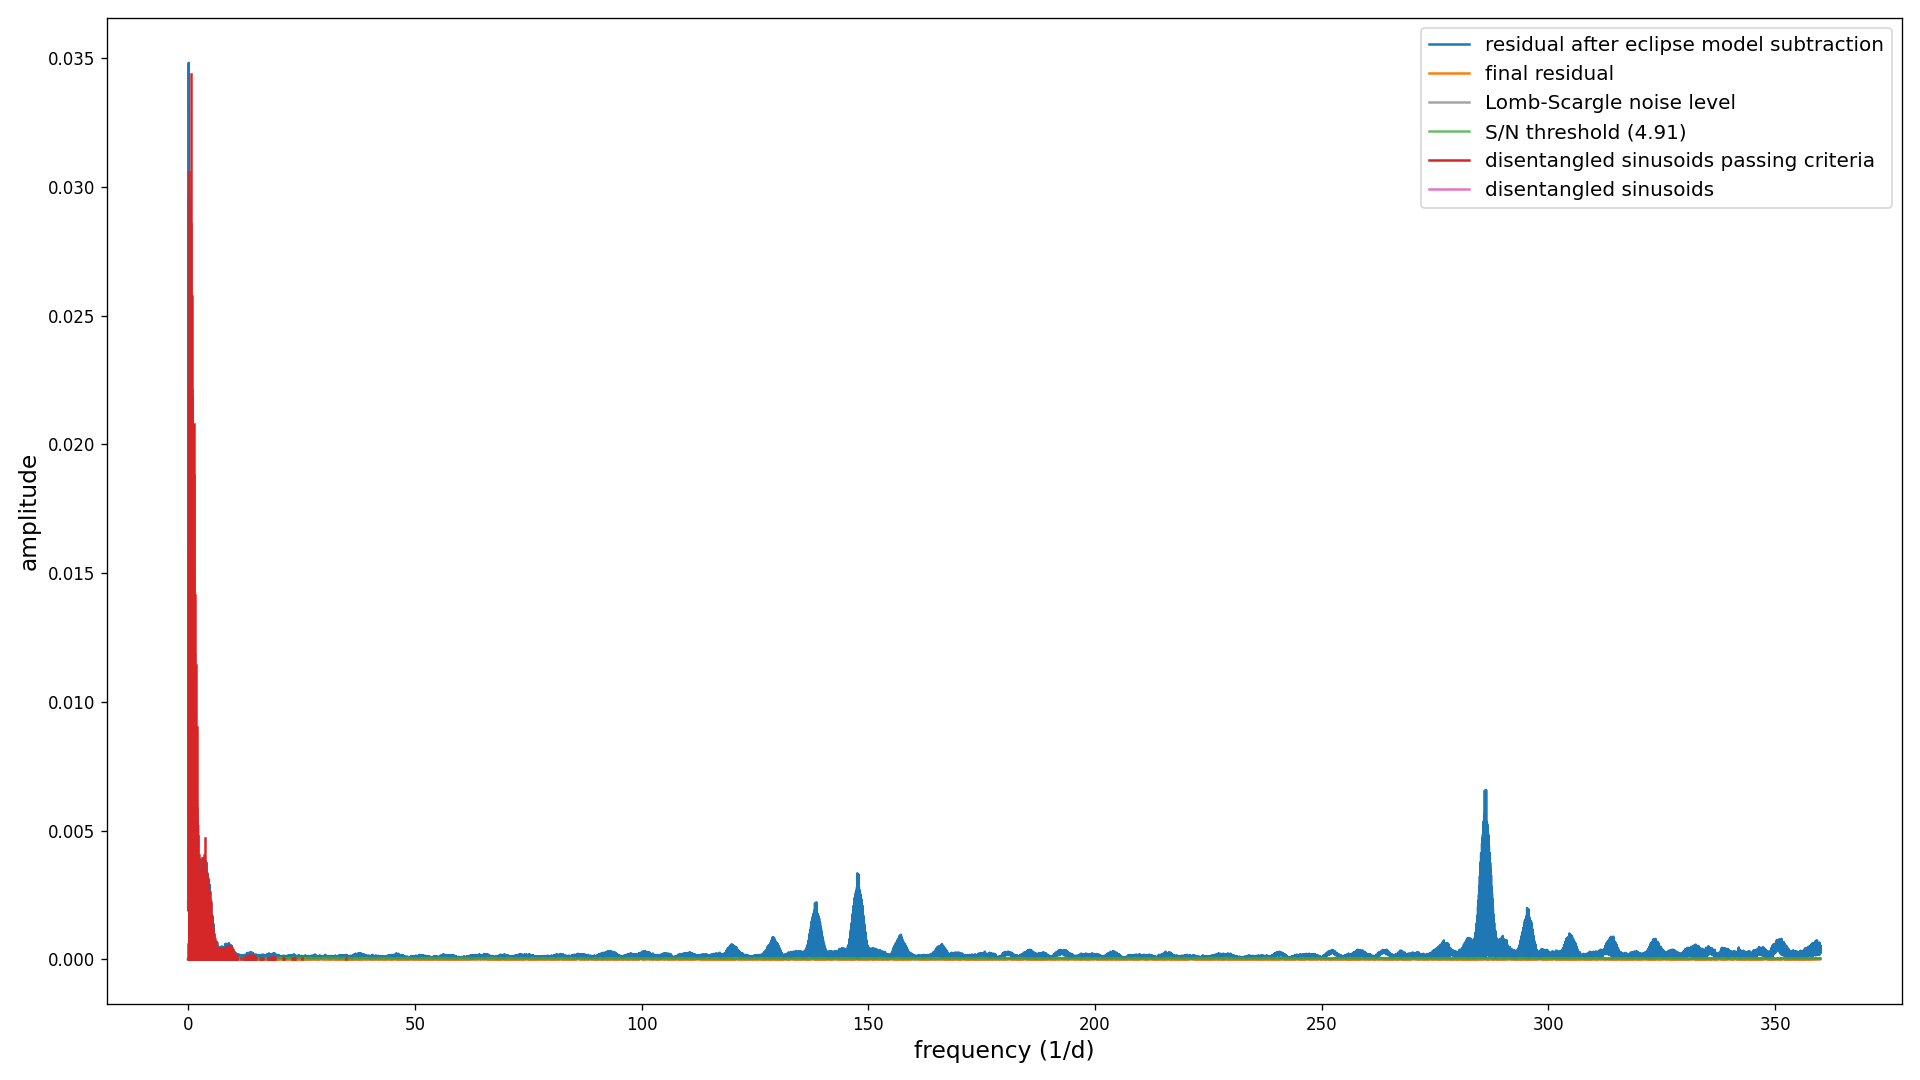 residual after eclipse model subtraction
final residual
Lomb-Scargle noise level
S/N threshold (4.91)
disentangled sinusoids passing criteria
disentangled sinusoids
0.035
0.030
0.025
0.020
0.015
0.010
0.005
0.000
amplitude
0 50 100 150 200 250 300 350
frequency (1/d)